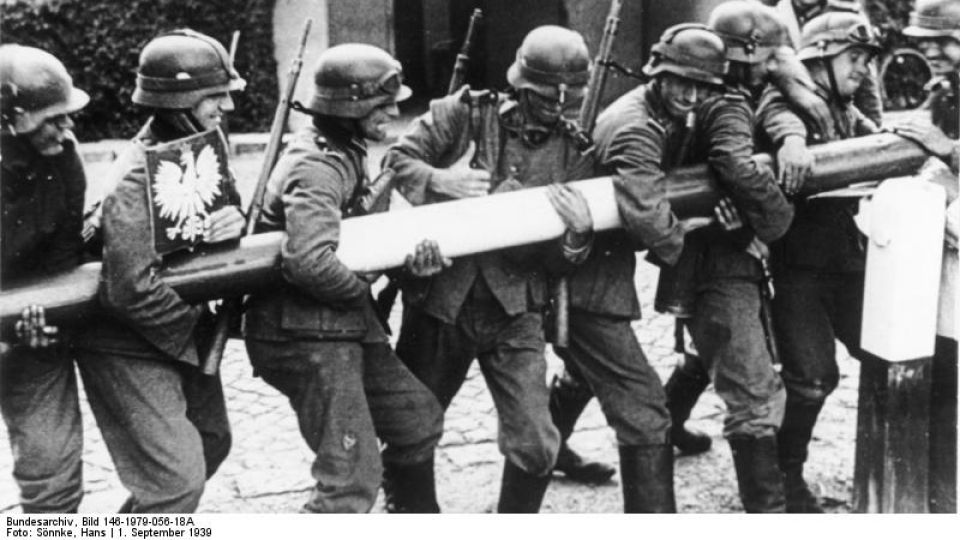 Bundesarchiv, Bild 146-1979-056-18A
Foto: Sönnke, Hans | 1. September 1939